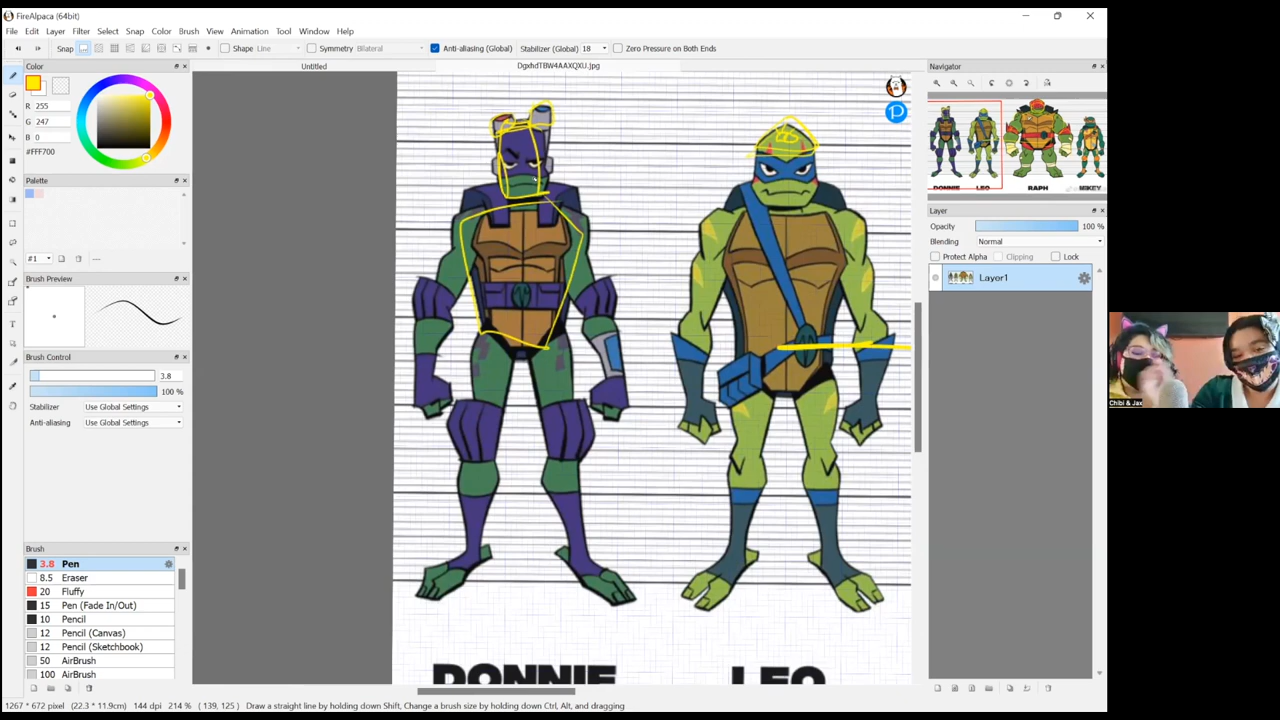 FireAlpaca (64bit)
File Edit Layer Filter Select Snap Color Brush View Animation Tool Window Help
Snap Shape Line Symmetry Bilateral Anti-aliasing (Global) Stabilizer (Global) 18 Zero Pressure on Both Ends
Untitled
DgxhdTBW4AAXQXU.jpg
Color
R 255
G 247
B 0
#FFF700
Palette
#1 ---
Brush Preview
Brush Control
3.8
100 %
Stabilizer Use Global Settings
Anti-aliasing Use Global Settings
Brush
3.8 Pen
8.5 Eraser
20 Fluffy
15 Pen (Fade In/Out)
10 Pencil
12 Pencil (Canvas)
12 Pencil (Sketchbook)
50 AirBrush
100 AirBrush
DONNIE LEO
P
Navigator
DONNIE LEO RAPH MIKEY
Layer
Opacity 100 %
Blending Normal
Protect Alpha Clipping Lock
Layer1
Chibi & Jax
1267 * 672 pixel (22.3 * 11.9cm) 144 dpi 214 % ( 139, 125 ) Draw a straight line by holding down Shift, Change a brush size by holding down Ctrl, Alt, and dragging